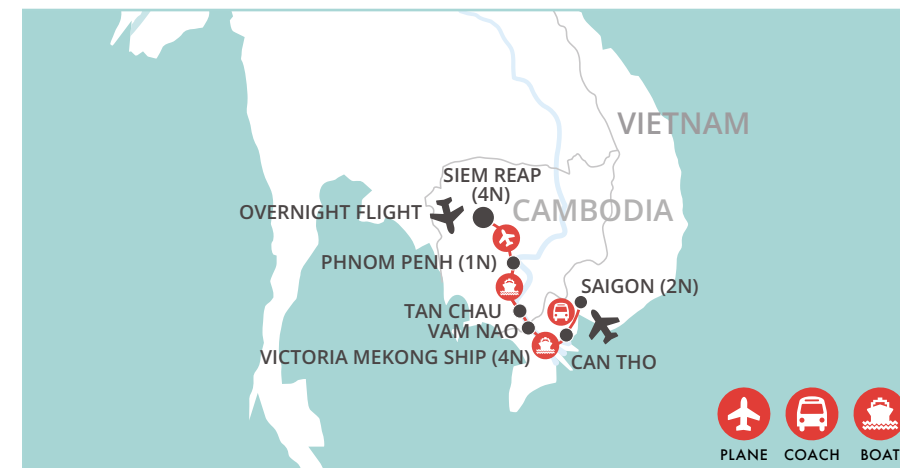 VIETNAM
SIEM REAP
(4N)
OVERNIGHT FLIGHT
CAMBODIA
PHNOM PENH (1N)
SAIGON (2N)
TAN CHAU
VAM NAO
VICTORIA MEKONG SHIP (4N)
CAN THO
PLANE
COACH
BOAT